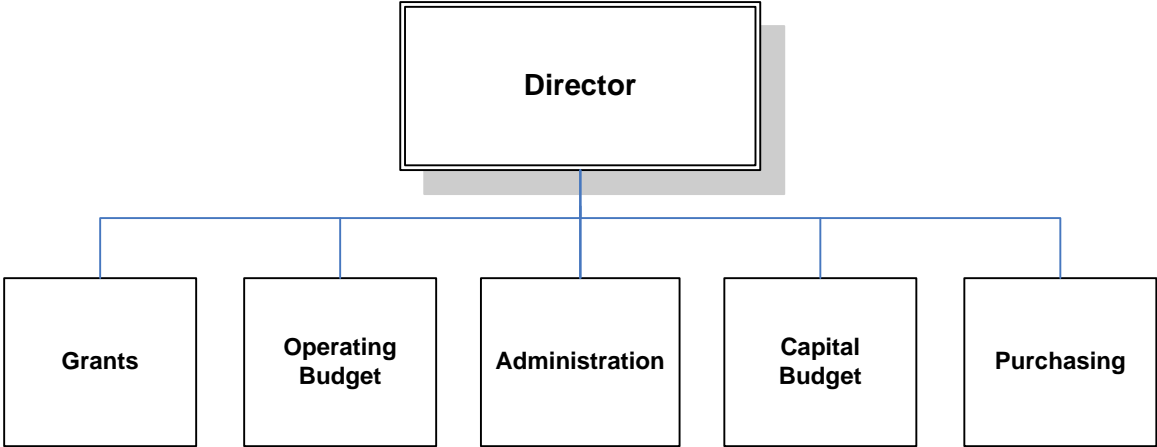 Director
Grants
Operating
Budget
Administration
Capital
Budget
Purchasing